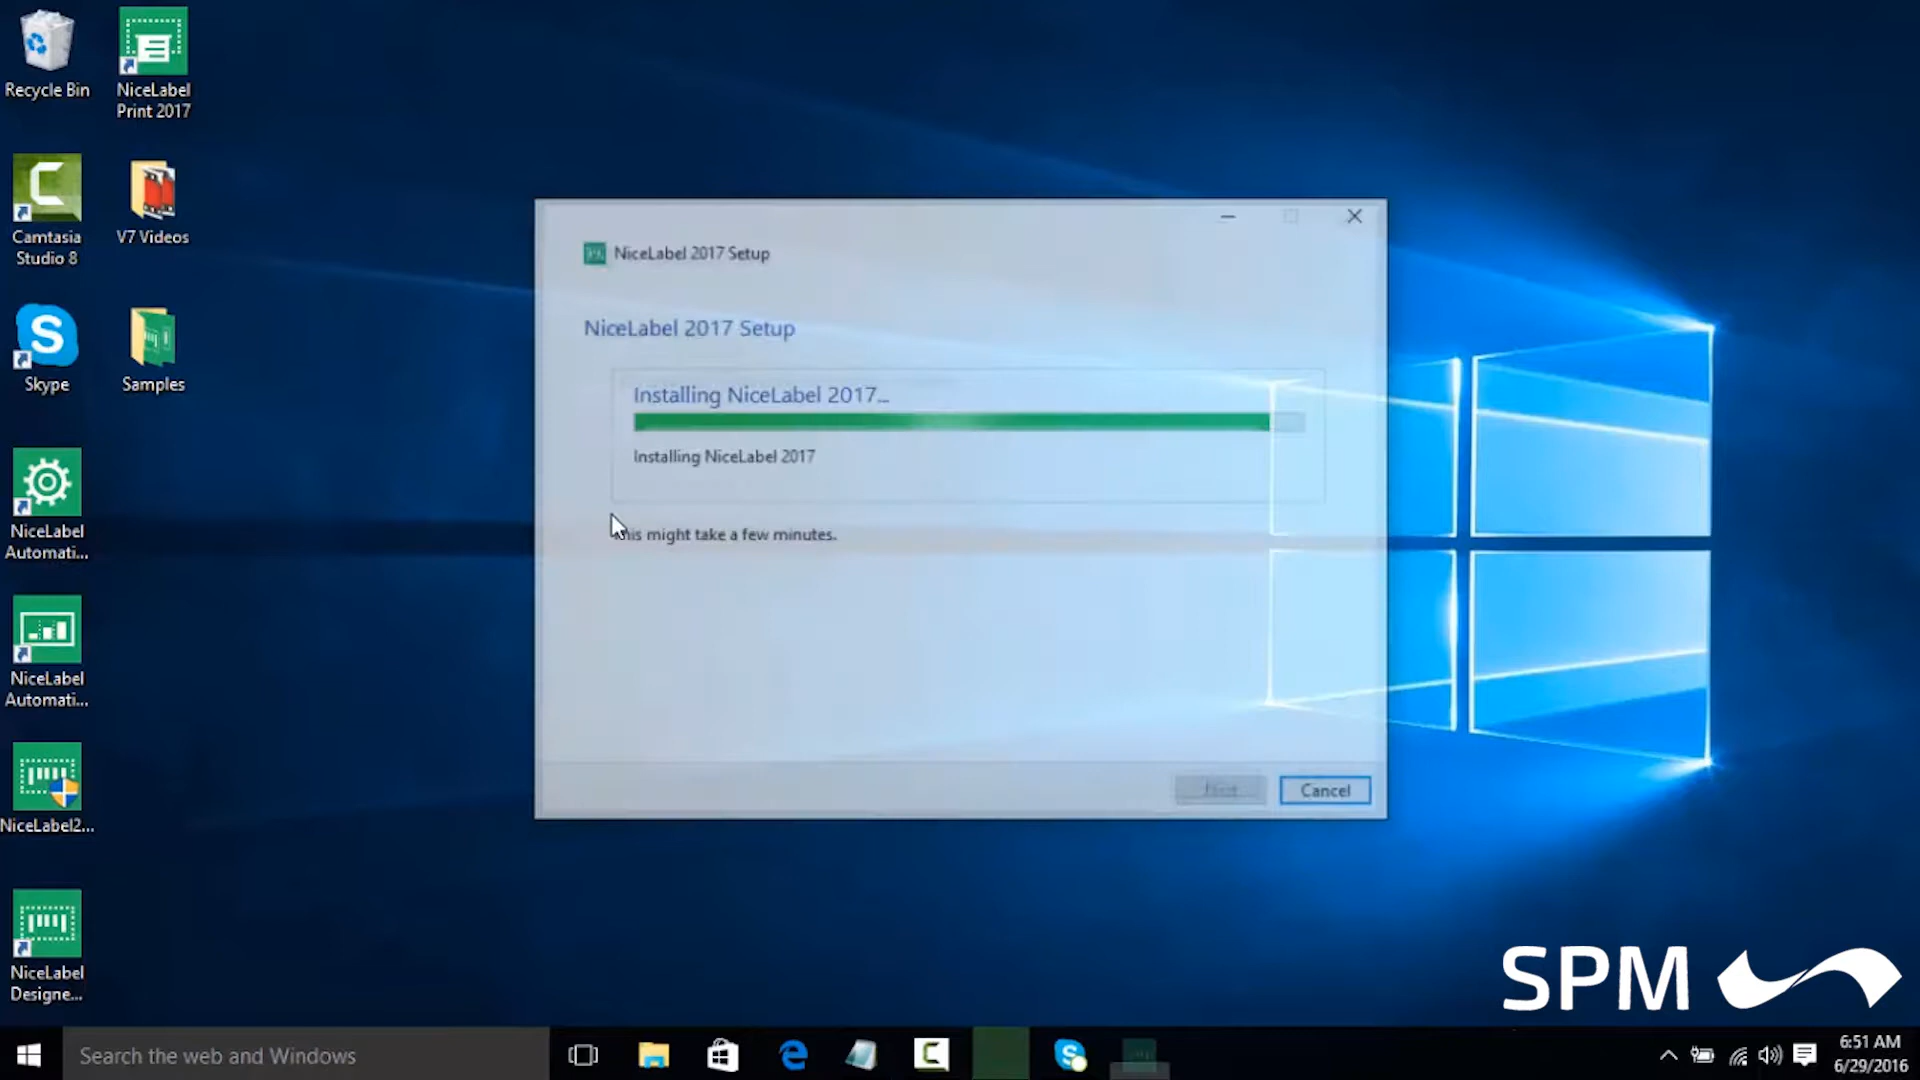 Recycle Bin
NiceLabel
Print 2017
Camtasia
Studio 8
V7 Videos
Skype
Samples
NiceLabel
Automati...
NiceLabel
Automati...
NiceLabel2...
NiceLabel
Designe...
NiceLabel 2017 Setup
NiceLabel 2017 Setup
Installing NiceLabel 2017...
Installing NiceLabel 2017
his might take a few minutes.
Cancel
SPM
Search the web and Windows
6:51 AM
6/29/2016